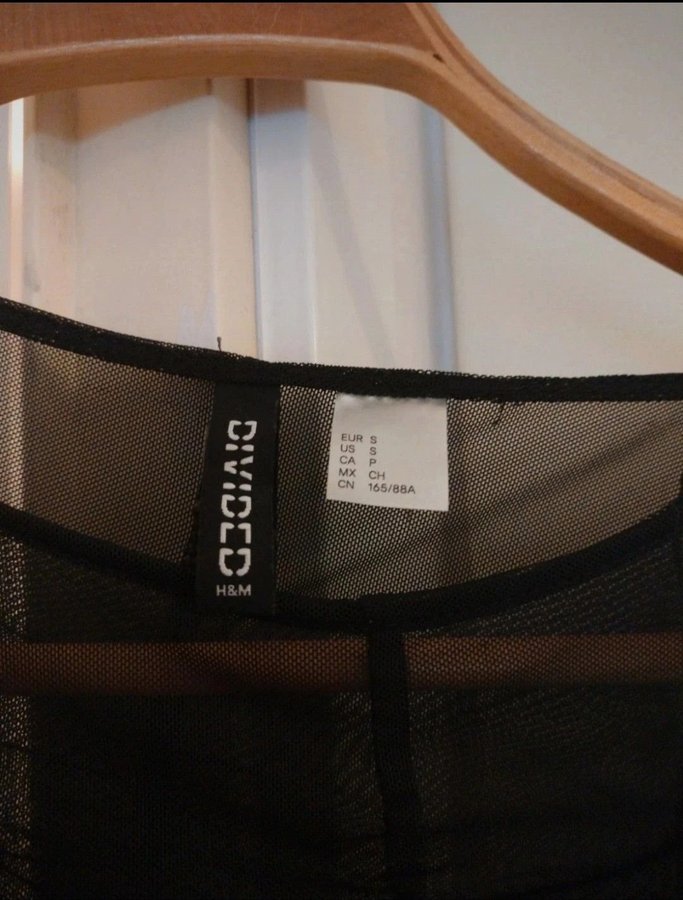 DIVIDED
H&M
EUR S
US S
CA P
MX CH
CN 165/88A